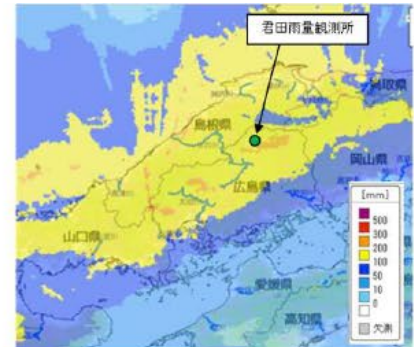 君田雨量観測所
鳥取県
島根県
岡山県
広島県
山口県
愛媛県
高知県
[mm]
500
300
200
100
50
10
0
欠測